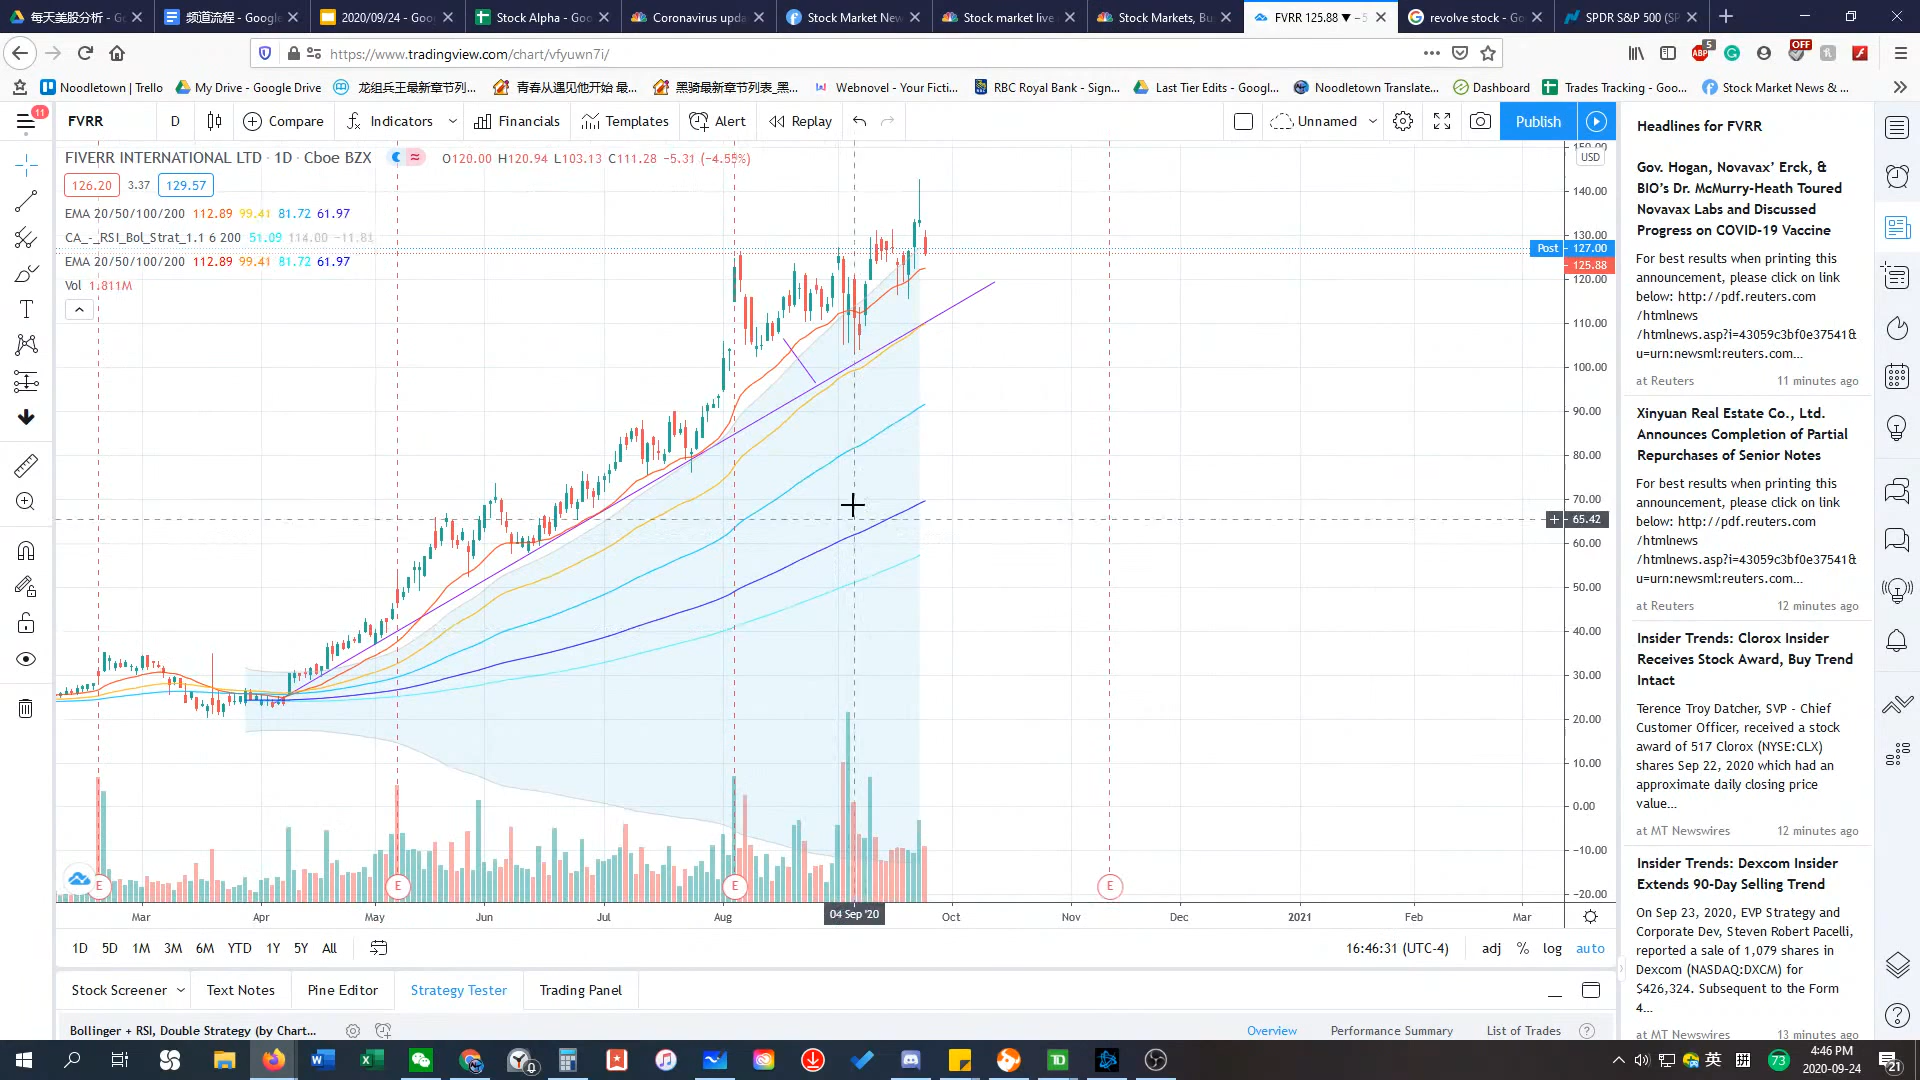 每天美股分析 - G
频道流程 - Google
2020/09/24 - Go
Stock Alpha - Go
Coronavirus upd
Stock Market New
Stock market live
Stock Markets, Bu
FVRR 125.88 ▼ −5
revolve stock - Go
SPDR S&P 500 (SP
https://www.tradingview.com/chart/vfyuwn7i/
ABP 5
OFF
Noodletown | Trello
My Drive - Google Drive
龙组兵王最新章节列...
青春从遇见他开始 最...
黑骑最新章节列表_黑...
Webnovel - Your Ficti...
RBC Royal Bank - Sign...
Last Tier Edits - Googl...
Noodletown Translate...
Dashboard
Trades Tracking - Goo...
Stock Market News & ...
11
FVRR
D
Compare
Indicators
Financials
Templates
Alert
Replay
Unnamed
Publish
FIVERR INTERNATIONAL LTD · 1D · Cboe BZX
O120.00 H120.94 L103.13 C111.28 −5.31 (−4.55%)
126.20 3.37 129.57
EMA 20/50/100/200 112.89 99.41 81.72 61.97
CA_-_RSI_Bol_Strat_1.1 6 200 51.09 114.00 −11.81
EMA 20/50/100/200 112.89 99.41 81.72 61.97
Vol 1.811M
150.00
USD
140.00
130.00
Post 127.00
125.88
120.00
110.00
100.00
90.00
80.00
70.00
65.42
60.00
50.00
40.00
30.00
20.00
10.00
0.00
−10.00
−20.00
E
E
E
E
Mar
Apr
May
Jun
Jul
Aug
04 Sep '20
Oct
Nov
Dec
2021
Feb
Mar
1D 5D 1M 3M 6M YTD 1Y 5Y All
16:46:31 (UTC-4)
adj % log auto
Stock Screener
Text Notes
Pine Editor
Strategy Tester
Trading Panel
Bollinger + RSI, Double Strategy (by Chart...
Overview
Performance Summary
List of Trades
Headlines for FVRR
Gov. Hogan, Novavax’ Erck, &
BIO’s Dr. McMurry-Heath Toured
Novavax Labs and Discussed
Progress on COVID-19 Vaccine
For best results when printing this
announcement, please click on link
below: http://pdf.reuters.com
/htmlnews
/htmlnews.asp?i=43059c3bf0e37541&
u=urn:newsml:reuters.com...
at Reuters 11 minutes ago
Xinyuan Real Estate Co., Ltd.
Announces Completion of Partial
Repurchases of Senior Notes
For best results when printing this
announcement, please click on link
below: http://pdf.reuters.com
/htmlnews
/htmlnews.asp?i=43059c3bf0e37541&
u=urn:newsml:reuters.com...
at Reuters 12 minutes ago
Insider Trends: Clorox Insider
Receives Stock Award, Buy Trend
Intact
Terence Troy Datcher, SVP - Chief
Customer Officer, received a stock
award of 517 Clorox (NYSE:CLX)
shares Sep 22, 2020 which had an
approximate daily closing price
value...
at MT Newswires 12 minutes ago
Insider Trends: Dexcom Insider
Extends 90-Day Selling Trend
On Sep 23, 2020, EVP Strategy and
Corporate Dev, Steven Robert Pacelli,
reported a sale of 1,079 shares in
Dexcom (NASDAQ:DXCM) for
$426,324. Subsequent to the Form
4...
at MT Newswires 13 minutes ago
英
拼
73
4:46 PM
2020-09-24
21